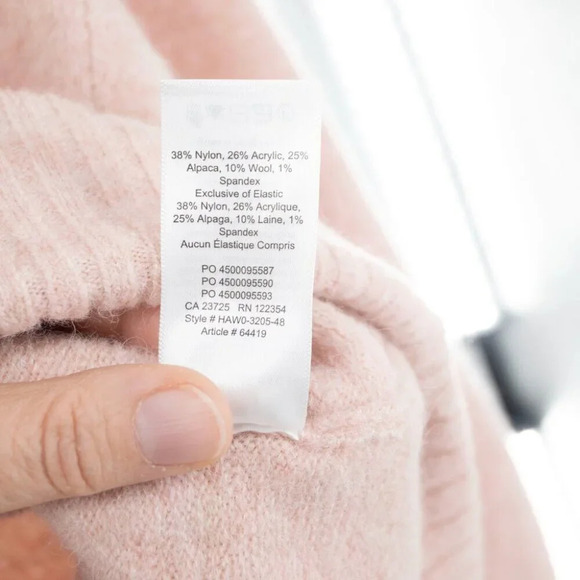 38% Nylon, 26% Acrylic, 25%
Alpaca, 10% Wool, 1%
Spandex
Exclusive of Elastic
38% Nylon, 26% Acrylique,
25% Alpaga, 10% Laine, 1%
Spandex
Aucun Élastique Compris
PO 4500095587
PO 4500095590
PO 4500095593
CA 23725 RN 122354
Style # HAW0-3205-48
Article # 64419